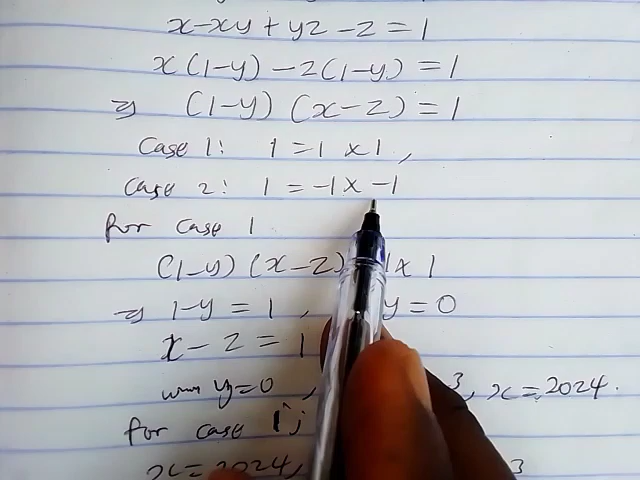 x-xy+yz-z=1
x(1-y)-z(1-y)=1
⇒ (1-y)(x-z)=1
Case 1: 1=1×1,
Case 2: 1=-1×-1
for case 1
(1-y)(x-z) 1×1
⇒ 1-y=1, y=0
x-z=1
y=0, 3, x=2024.
for case
x=2024, 3